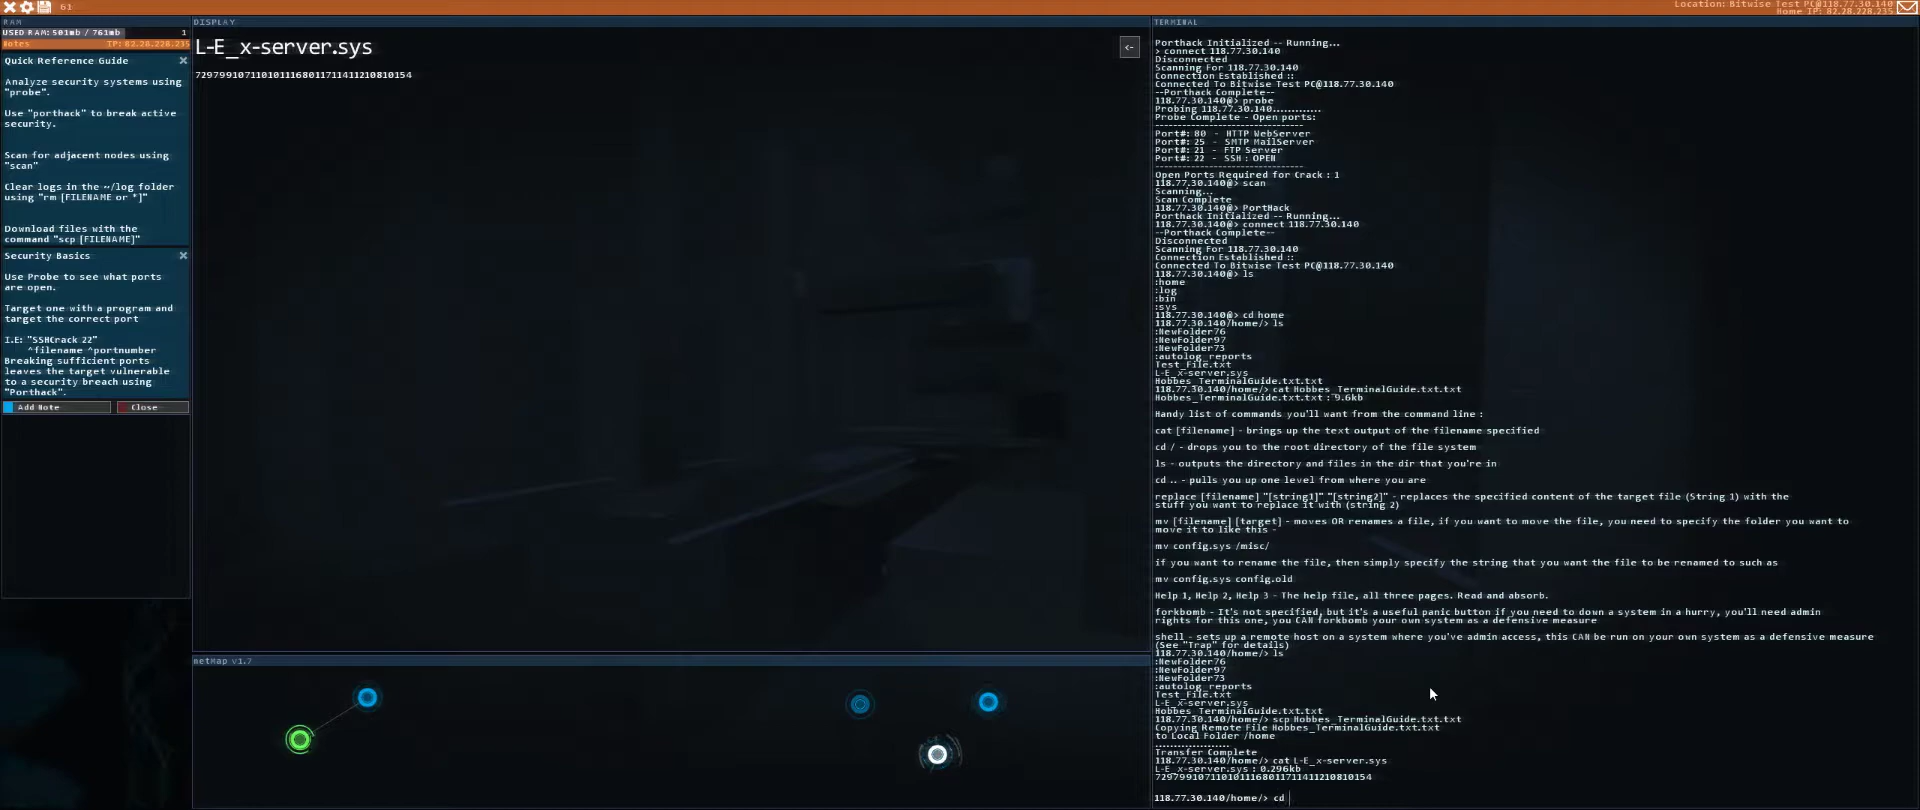 61
Location: Bitwise Test PC@118.77.30.140
Home IP: 82.28.228.235
RAM
USED RAM: 501mb / 761mb 1
Notes IP: 82.28.228.235
Quick Reference Guide
Analyze security systems using
"probe".
Use "porthack" to break active
security.
Scan for adjacent nodes using
"scan"
Clear logs in the ~/log folder
using "rm [FILENAME or *]"
Download files with the
command "scp [FILENAME]"
Security Basics
Use Probe to see what ports
are open.
Target one with a program and
target the correct port
I.E: "SSHCrack 22"
^filename ^portnumber
Breaking sufficient ports
leaves the target vulnerable
to a security breach using
"Porthack".
Add Note
Close
DISPLAY
L-E_x-server.sys
<-
7297991071101011168011711411210810154
netMap v1.7
TERMINAL
Porthack Initialized -- Running...
> connect 118.77.30.140
Disconnected
Scanning For 118.77.30.140
Connection Established ::
Connected To Bitwise Test PC@118.77.30.140
--Porthack Complete--
118.77.30.140@> probe
Probing 118.77.30.140.............
Probe Complete - Open ports:
---------------------------------
Port#: 80 - HTTP WebServer
Port#: 25 - SMTP MailServer
Port#: 21 - FTP Server
Port#: 22 - SSH : OPEN
---------------------------------
Open Ports Required for Crack : 1
118.77.30.140@> scan
Scanning...
Scan Complete
118.77.30.140@> PortHack
Porthack Initialized -- Running...
118.77.30.140@> connect 118.77.30.140
--Porthack Complete--
Disconnected
Scanning For 118.77.30.140
Connection Established ::
Connected To Bitwise Test PC@118.77.30.140
118.77.30.140@> ls
:home
:log
:bin
:sys
118.77.30.140@> cd home
118.77.30.140/home/> ls
:NewFolder76
:NewFolder97
:NewFolder73
:autolog_reports
Test_File.txt
L-E_x-server.sys
Hobbes_TerminalGuide.txt.txt
118.77.30.140/home/> cat Hobbes_TerminalGuide.txt.txt
Hobbes_TerminalGuide.txt.txt : 9.6kb
Handy list of commands you'll want from the command line :
cat [filename] - brings up the text output of the filename specified
cd / - drops you to the root directory of the file system
ls - outputs the directory and files in the dir that you're in
cd .. - pulls you up one level from where you are
replace [filename] "[string1]" "[string2]" - replaces the specified content of the target file (String 1) with the
stuff you want to replace it with (string 2)
mv [filename] [target] - moves OR renames a file, if you want to move the file, you need to specify the folder you want to
move it to like this -
mv config.sys /misc/
if you want to rename the file, then simply specify the string that you want the file to be renamed to such as
mv config.sys config.old
Help 1, Help 2, Help 3 - The help file, all three pages. Read and absorb.
forkbomb - It's not specified, but it's a useful panic button if you need to down a system in a hurry, you'll need admin
rights for this one, you CAN forkbomb your own system as a defensive measure
shell - sets up a remote host on a system where you've admin access, this CAN be run on your own system as a defensive measure
(See "Trap" for details)
118.77.30.140/home/> ls
:NewFolder76
:NewFolder97
:NewFolder73
:autolog_reports
Test_File.txt
L-E_x-server.sys
Hobbes_TerminalGuide.txt.txt
118.77.30.140/home/> scp Hobbes_TerminalGuide.txt.txt
Copying Remote File Hobbes_TerminalGuide.txt.txt
to Local Folder /home
....................
Transfer Complete
118.77.30.140/home/> cat L-E_x-server.sys
L-E_x-server.sys : 0.296kb
7297991071101011168011711411210810154
118.77.30.140/home/> cd